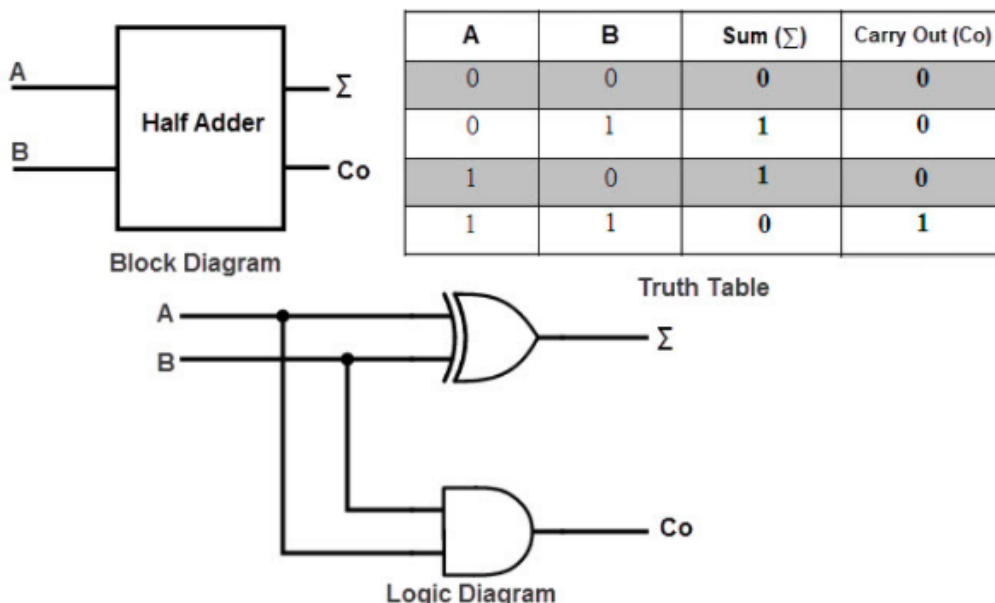 A
B
Half Adder
Σ
Co
Block Diagram
A B Sum (∑) Carry Out (Co)
0 0 0 0
0 1 1 0
1 0 1 0
1 1 0 1
Truth Table
A
B
Σ
Co
Logic Diagram